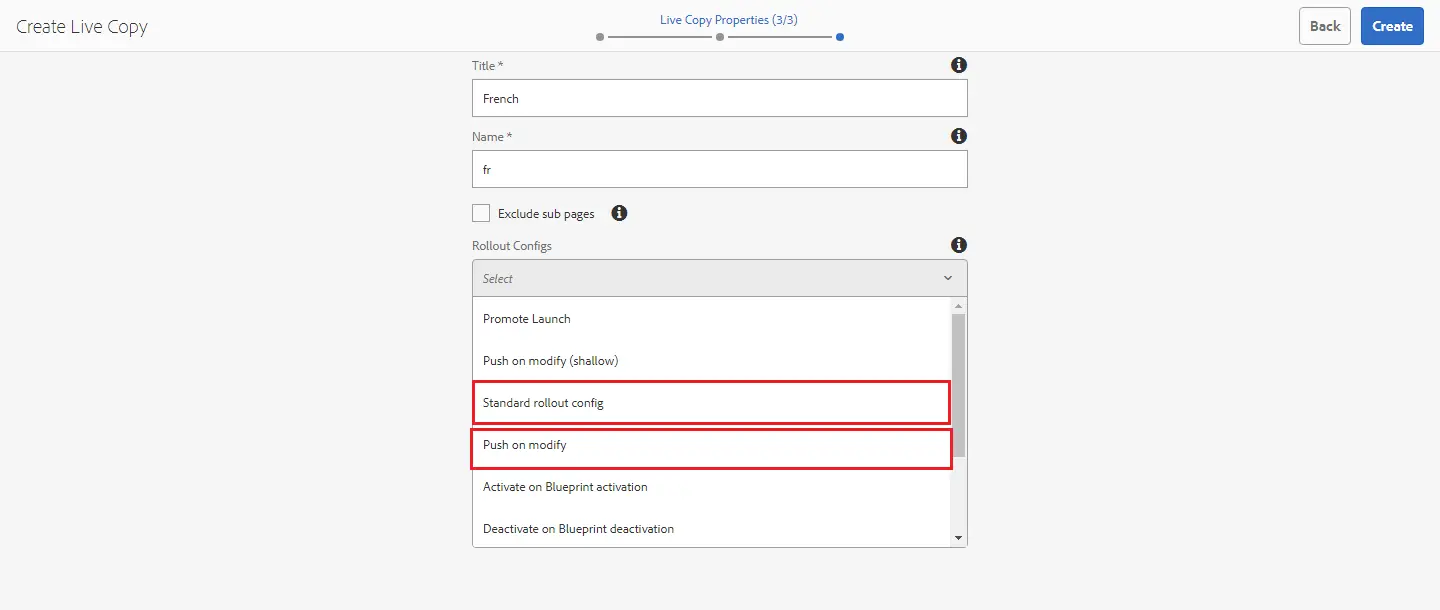 Create Live Copy
Live Copy Properties (3/3)
Back
Create
Title *
French
Name *
fr
Exclude sub pages
Rollout Configs
Select
Promote Launch
Push on modify (shallow)
Standard rollout config
Push on modify
Activate on Blueprint activation
Deactivate on Blueprint deactivation